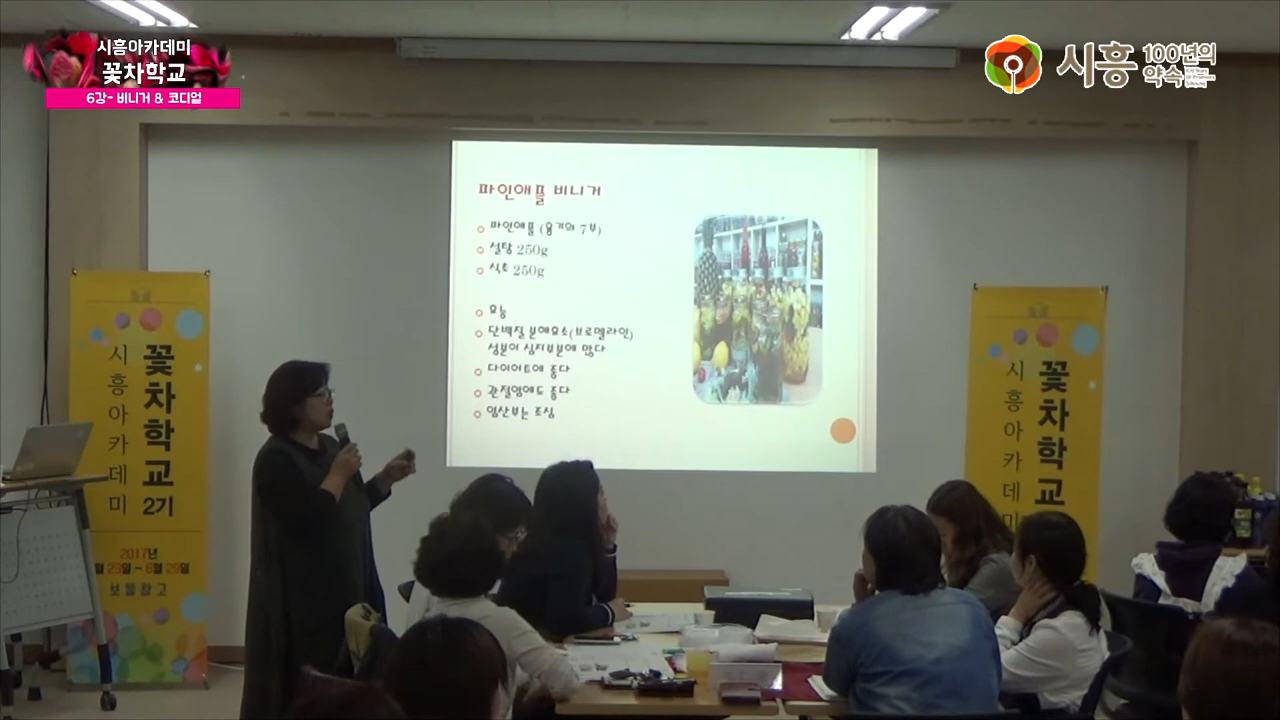 시흥아카데미
꽃차학교
6강- 비니거 & 코디얼
시흥
100년의
약속
파인애플 비니거
파인애플 (용기의 7부)
설탕 250g
식초 250g
효능
단백질 분해효소(브로멜라인)
성분이 심지부분에 많다
다이어트에 좋다
관절염에도 좋다
임산부는 조심
시흥아카데미
꽃차학교
2기
2017년
보물창고
시흥아카데미
꽃차학교